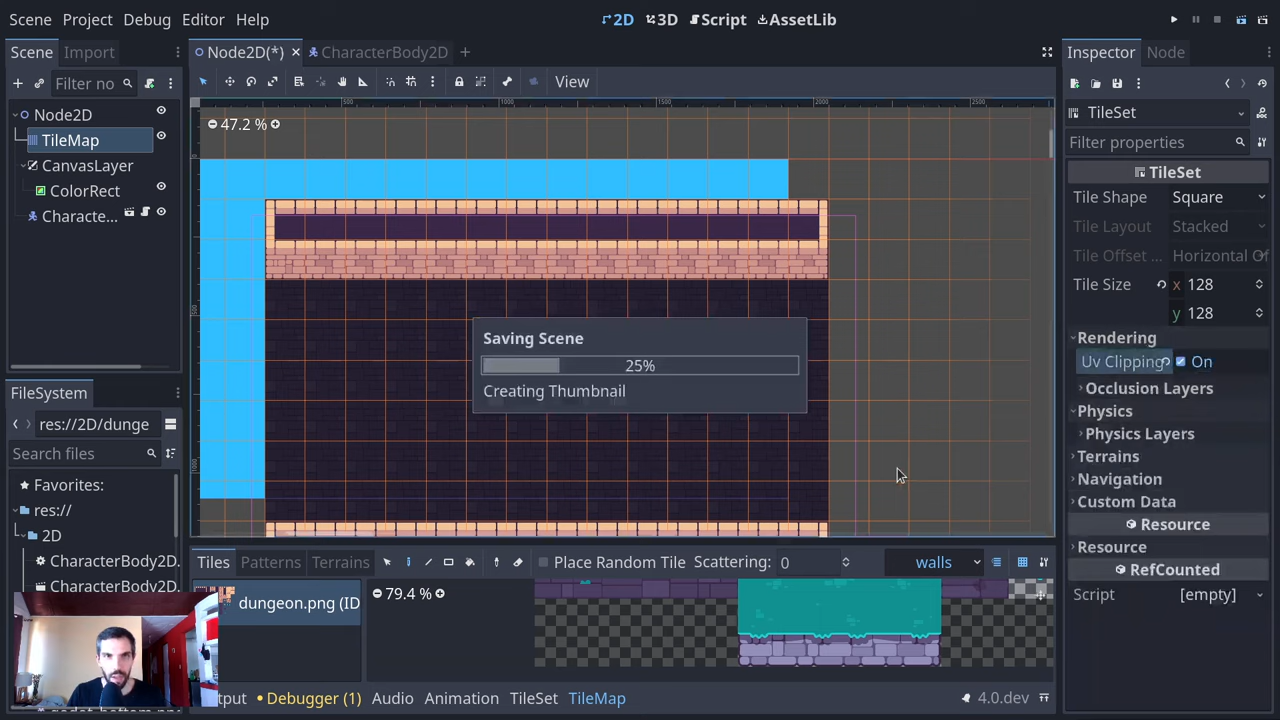 Scene Project Debug Editor Help
2D 3D Script AssetLib
Scene Import
Node2D(*) CharacterBody2D
Inspector Node
Filter no
View
TileSet
Node2D
TileMap
CanvasLayer
ColorRect
Characte...
47.2 %
500 1000 1500 2000 2500
Filter properties
TileSet
Tile Shape Square
Tile Layout Stacked
Tile Offset ... Horizontal Of
Tile Size x 128
y 128
Rendering
Uv Clipping On
Occlusion Layers
Physics
Physics Layers
Terrains
Navigation
Custom Data
Resource
Resource
RefCounted
Script [empty]
Saving Scene
25%
Creating Thumbnail
FileSystem
res://2D/dunge
Search files
Favorites:
res://
2D
CharacterBody2D.
CharacterBody2D.
Tiles Patterns Terrains
Place Random Tile Scattering: 0 walls
dungeon.png (ID
79.4 %
tput Debugger (1) Audio Animation TileSet TileMap 4.0.dev